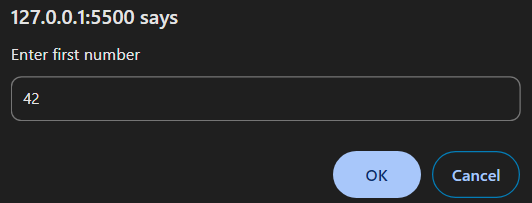 127.0.0.1:5500 says
Enter first number
42
OK Cancel